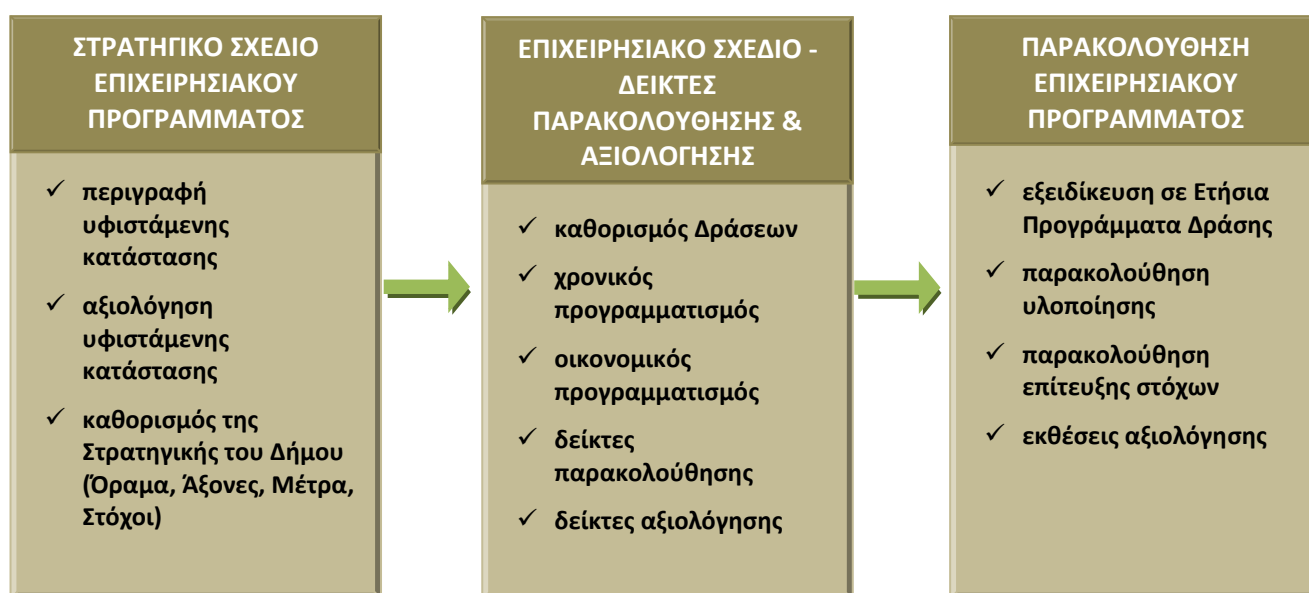 ΣΤΡΑΤΗΓΙΚΟ ΣΧΕΔΙΟ
ΕΠΙΧΕΙΡΗΣΙΑΚΟΥ
ΠΡΟΓΡΑΜΜΑΤΟΣ
✓ περιγραφή
υφιστάμενης
κατάστασης
✓ αξιολόγηση
υφιστάμενης
κατάστασης
✓ καθορισμός της
Στρατηγικής του Δήμου
(Όραμα, Άξονες, Μέτρα,
Στόχοι)
ΕΠΙΧΕΙΡΗΣΙΑΚΟ ΣΧΕΔΙΟ -
ΔΕΙΚΤΕΣ
ΠΑΡΑΚΟΛΟΥΘΗΣΗΣ &
ΑΞΙΟΛΟΓΗΣΗΣ
✓ καθορισμός Δράσεων
✓ χρονικός
προγραμματισμός
✓ οικονομικός
προγραμματισμός
✓ δείκτες
παρακολούθησης
✓ δείκτες αξιολόγησης
ΠΑΡΑΚΟΛΟΥΘΗΣΗ
ΕΠΙΧΕΙΡΗΣΙΑΚΟΥ
ΠΡΟΓΡΑΜΜΑΤΟΣ
✓ εξειδίκευση σε Ετήσια
Προγράμματα Δράσης
✓ παρακολούθηση
υλοποίησης
✓ παρακολούθηση
επίτευξης στόχων
✓ εκθέσεις αξιολόγησης